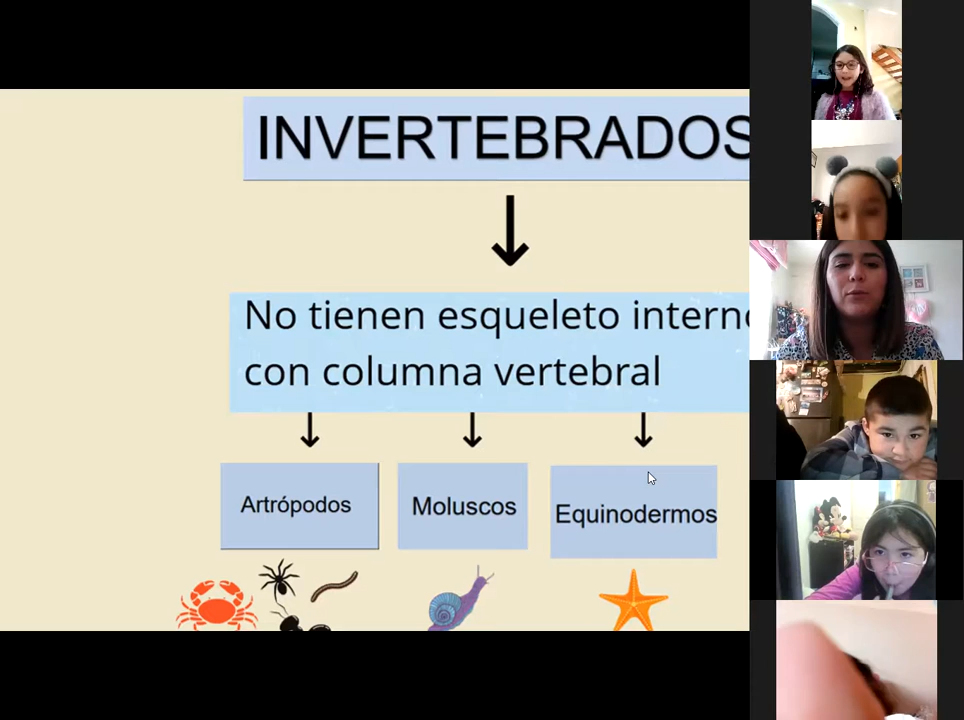 INVERTEBRADOS
No tienen esqueleto interno
con columna vertebral
Artrópodos
Moluscos
Equinodermos